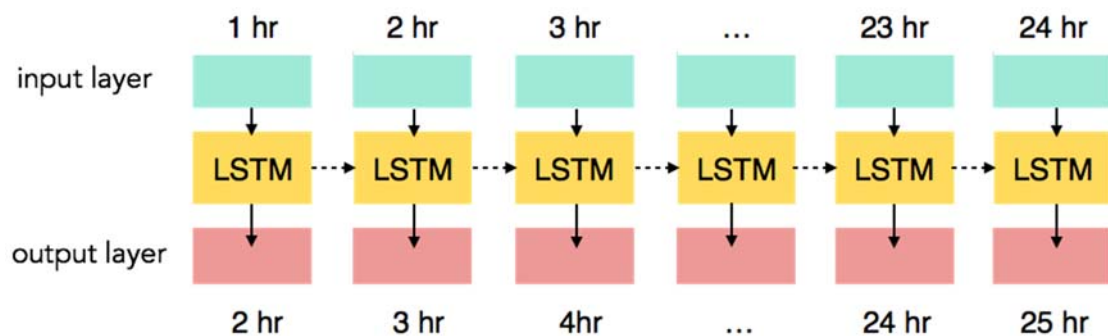 1 hr 2 hr 3 hr ... 23 hr 24 hr
input layer
LSTM LSTM LSTM LSTM LSTM LSTM
output layer
2 hr 3 hr 4hr ... 24 hr 25 hr